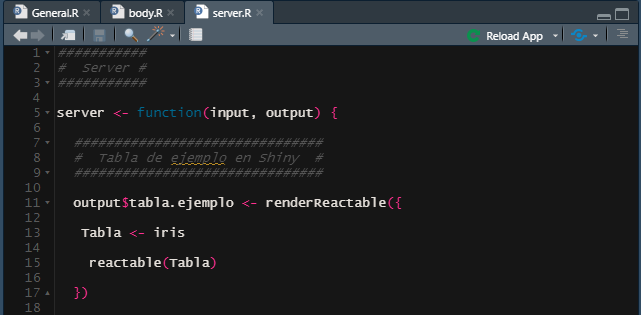 General.R
body.R
server.R
Reload App
1 ###########
2 #  Server #
3 ###########
4
5 server <- function(input, output) {
6
7   ##############################
8   #  Tabla de ejemplo en Shiny  #
9   ##############################
10
11   output$tabla.ejemplo <- renderReactable({
12
13    Tabla <- iris
14
15     reactable(Tabla)
16
17   })
18